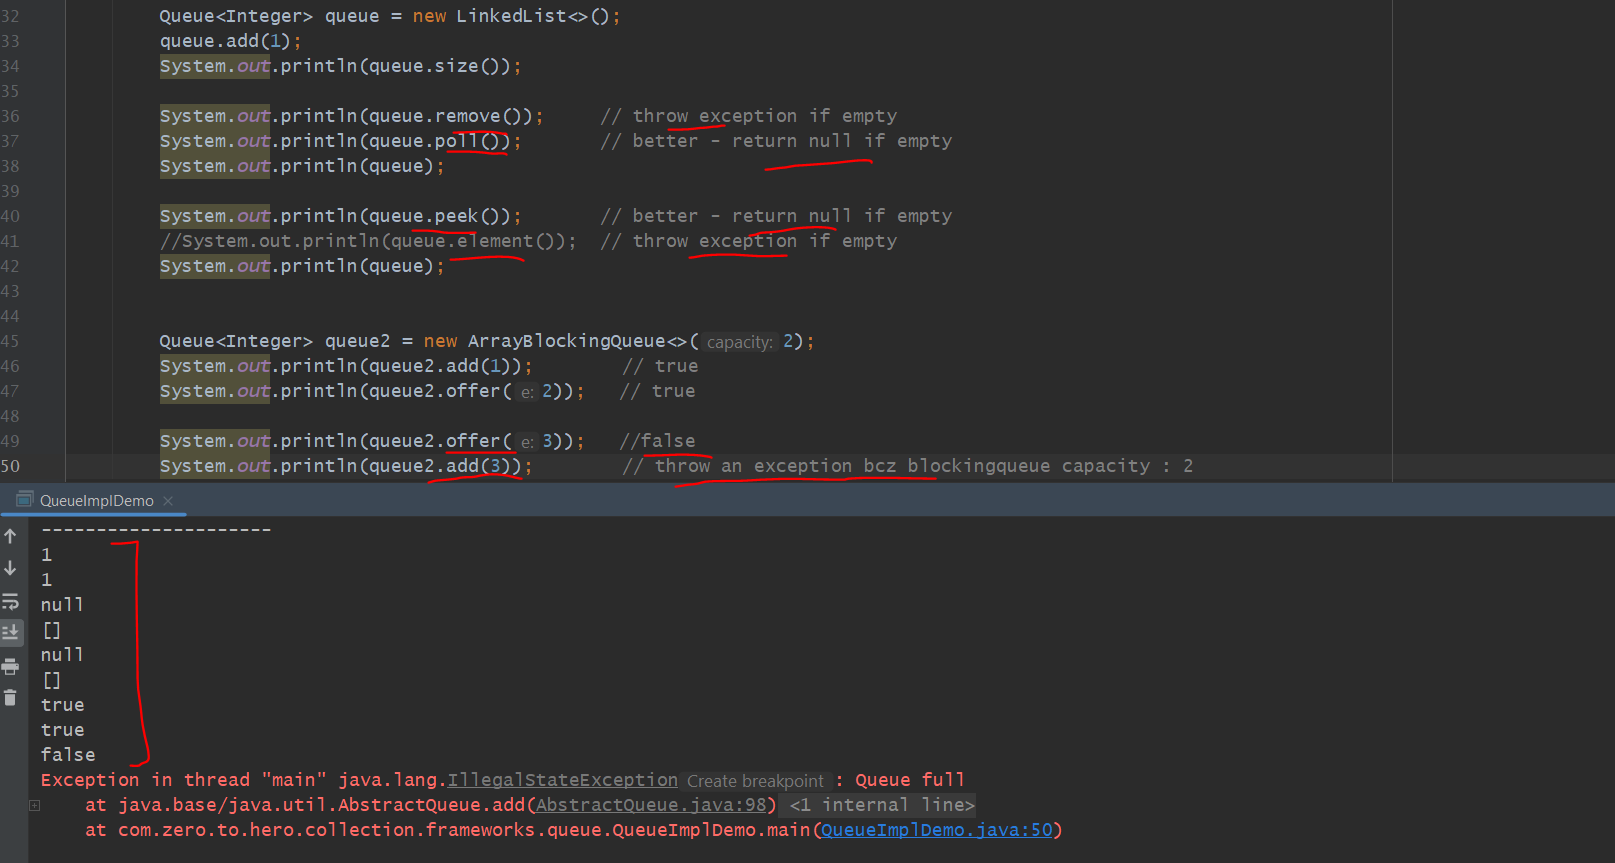 32 Queue<Integer> queue = new LinkedList<>();
33 queue.add(1);
34 System.out.println(queue.size());
35
36 System.out.println(queue.remove()); // throw exception if empty
37 System.out.println(queue.poll()); // better - return null if empty
38 System.out.println(queue);
39
40 System.out.println(queue.peek()); // better - return null if empty
41 //System.out.println(queue.element()); // throw exception if empty
42 System.out.println(queue);
43
44
45 Queue<Integer> queue2 = new ArrayBlockingQueue<>( capacity: 2);
46 System.out.println(queue2.add(1)); // true
47 System.out.println(queue2.offer( e: 2)); // true
48
49 System.out.println(queue2.offer( e: 3)); //false
50 System.out.println(queue2.add(3)); // throw an exception bcz blockingqueue capacity : 2
QueueImplDemo ×
---------------------
1
1
null
[]
null
[]
true
true
false
Exception in thread "main" java.lang.IllegalStateException Create breakpoint : Queue full
at java.base/java.util.AbstractQueue.add(AbstractQueue.java:98) <1 internal line>
at com.zero.to.hero.collection.frameworks.queue.QueueImplDemo.main(QueueImplDemo.java:50)